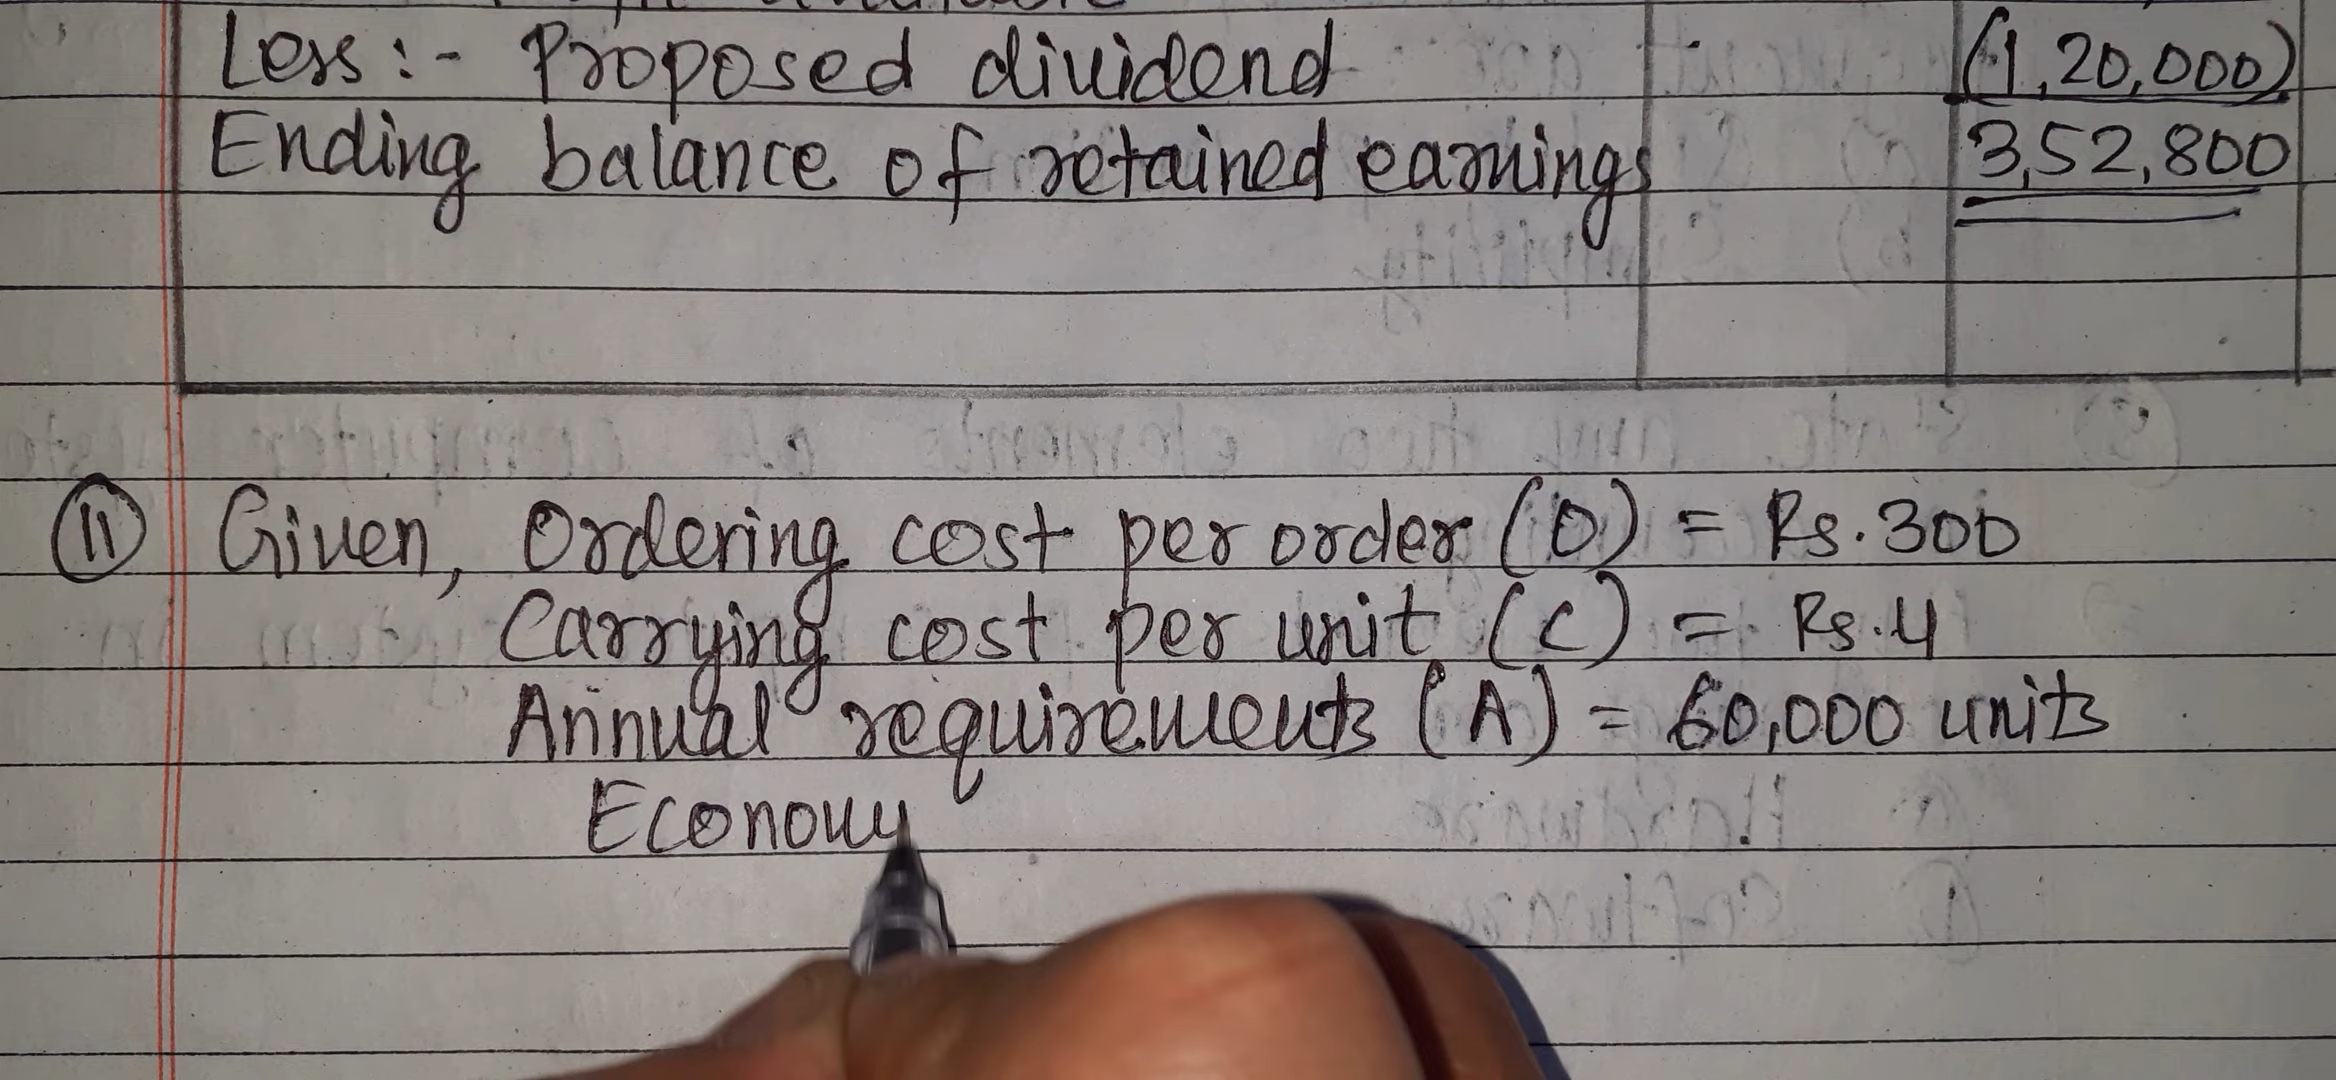 Less :- Proposed dividend (1,20,000)
Ending balance of retained earnings 3,52,800
11 Given, Ordering cost per order (O) = Rs. 300
Carrying cost per unit (C) = Rs. 4
Annual requirements (A) = 60,000 units
Econom